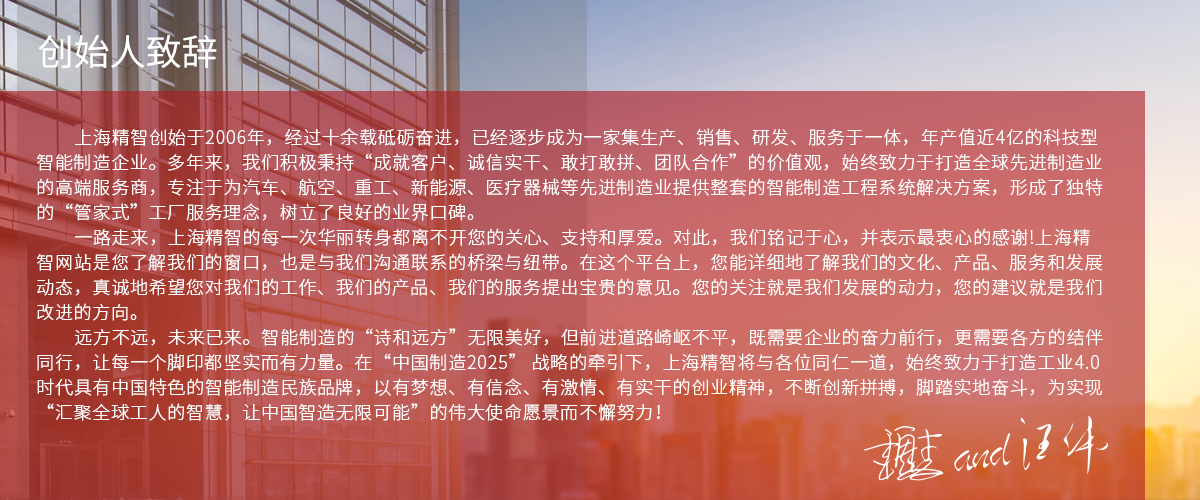 创始人致辞
上海精智创始于2006年，经过十余载砥砺奋进，已经逐步成为一家集生产、销售、研发、服务于一体，年产值近4亿的科技型
智能制造企业。多年来，我们积极秉持“成就客户、诚信实干、敢打敢拼、团队合作”的价值观，始终致力于打造全球先进制造业
的高端服务商，专注于为汽车、航空、重工、新能源、医疗器械等先进制造业提供整套的智能制造工程系统解决方案，形成了独特
的“管家式”工厂服务理念，树立了良好的业界口碑。
一路走来，上海精智的每一次华丽转身都离不开您的关心、支持和厚爱。对此，我们铭记于心，并表示最衷心的感谢!上海精
智网站是您了解我们的窗口，也是与我们沟通联系的桥梁与纽带。在这个平台上，您能详细地了解我们的文化、产品、服务和发展
动态，真诚地希望您对我们的工作、我们的产品、我们的服务提出宝贵的意见。您的关注就是我们发展的动力，您的建议就是我们
改进的方向。
远方不远，未来已来。智能制造的“诗和远方”无限美好，但前进道路崎岖不平，既需要企业的奋力前行，更需要各方的结伴
同行，让每一个脚印都坚实而有力量。在“中国制造2025” 战略的牵引下，上海精智将与各位同仁一道，始终致力于打造工业4.0
时代具有中国特色的智能制造民族品牌，以有梦想、有信念、有激情、有实干的创业精神，不断创新拼搏，脚踏实地奋斗，为实现
“汇聚全球工人的智慧，让中国智造无限可能”的伟大使命愿景而不懈努力！
and 汪伟